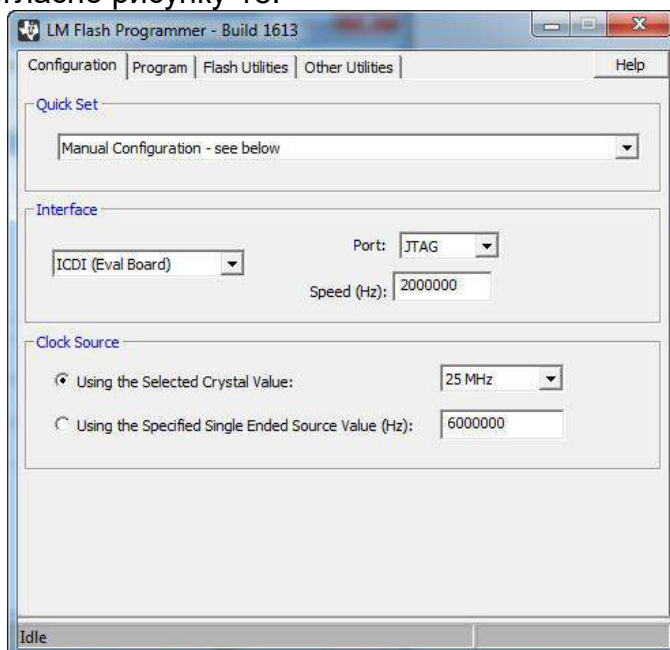 рисунку
LM Flash Programmer - Build 1613
Configuration Program Flash Utilities Other Utilities Help
Quick Set
Manual Configuration - see below
Interface
ICDI (Eval Board)
Port: JTAG
Speed (Hz): 2000000
Clock Source
Using the Selected Crystal Value: 25 MHz
Using the Specified Single Ended Source Value (Hz): 6000000
Idle